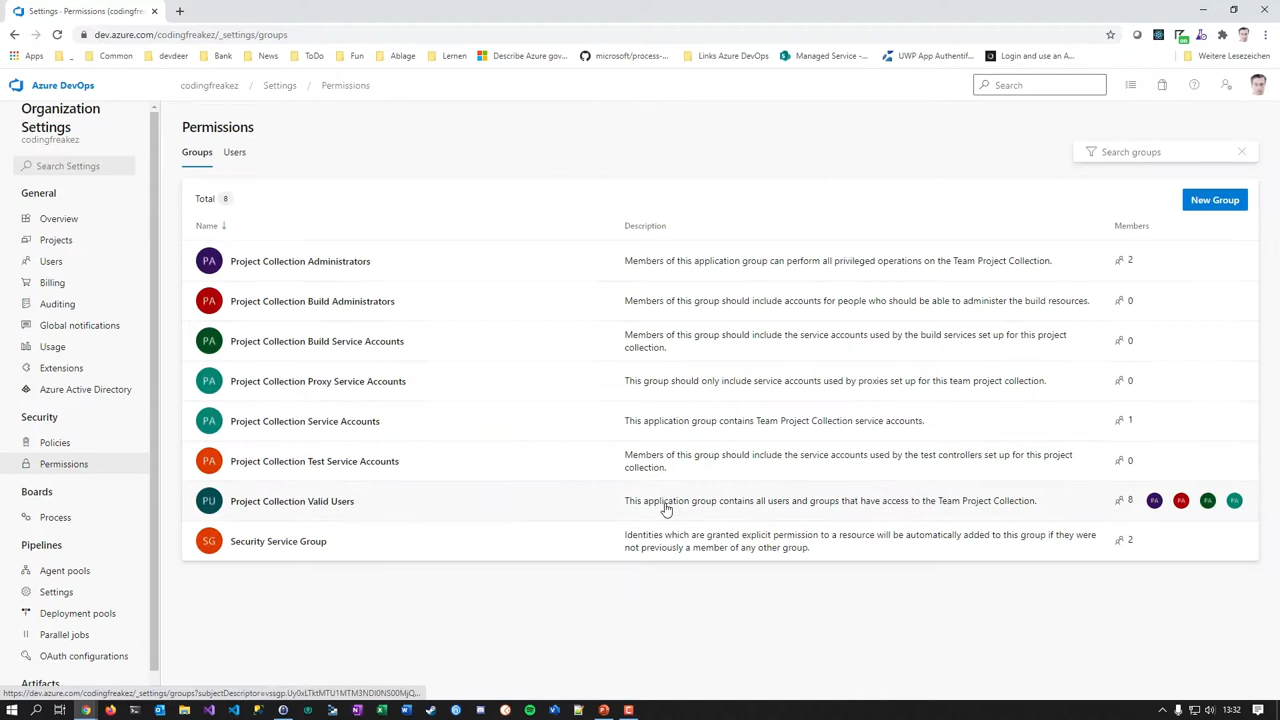 Settings - Permissions (codingfre
dev.azure.com/codingfreakez/_settings/groups
Apps
_
Common
devdeer
Bank
News
ToDo
Fun
Ablage
Lernen
Describe Azure gov...
microsoft/process-...
Links Azure DevOps
Managed Service -...
UWP App Authentif...
Login and use an A...
Weitere Lesezeichen
Azure DevOps
codingfreakez / Settings / Permissions
Search
Organization
Settings
codingfreakez
Search Settings
General
Overview
Projects
Users
Billing
Auditing
Global notifications
Usage
Extensions
Azure Active Directory
Security
Policies
Permissions
Boards
Process
Pipelines
Agent pools
Settings
Deployment pools
Parallel jobs
OAuth configurations
Artifacts
Permissions
Groups Users
Search groups
Total 8
New Group
Name Description Members
PA Project Collection Administrators Members of this application group can perform all privileged operations on the Team Project Collection. 2
PA Project Collection Build Administrators Members of this group should include accounts for people who should be able to administer the build resources. 0
PA Project Collection Build Service Accounts Members of this group should include the service accounts used by the build services set up for this project
collection. 0
PA Project Collection Proxy Service Accounts This group should only include service accounts used by proxies set up for this team project collection. 0
PA Project Collection Service Accounts This application group contains Team Project Collection service accounts. 1
PA Project Collection Test Service Accounts Members of this group should include the service accounts used by the test controllers set up for this project
collection. 0
PU Project Collection Valid Users This application group contains all users and groups that have access to the Team Project Collection. 8 PA PA PA PA
SG Security Service Group Identities which are granted explicit permission to a resource will be automatically added to this group if they were
not previously a member of any other group. 2
13:32